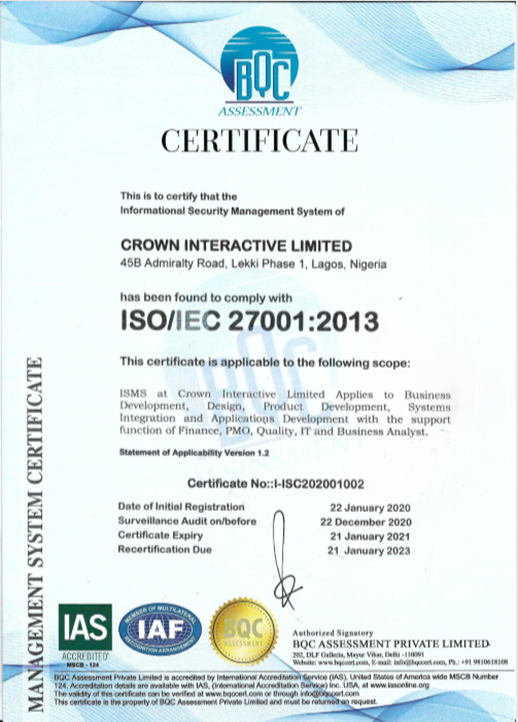 BQC
ASSESSMENT
CERTIFICATE
This is to certify that the
Informational Security Management System of
CROWN INTERACTIVE LIMITED
45B Admiralty Road, Lekki Phase 1, Lagos, Nigeria
has been found to comply with
ISO/IEC 27001:2013
This certificate is applicable to the following scope:
ISMS at Crown Interactive Limited Applies to Business
Development, Design, Product Development, Systems
Integration and Applications Development with the support
function of Finance, PMO, Quality, IT and Business Analyst.
Statement of Applicability Version 1.2
Certificate No::I-ISC202001002
Date of Initial Registration 22 January 2020
Surveillance Audit on/before 22 December 2020
Certificate Expiry 21 January 2021
Recertification Due 21 January 2023
MANAGEMENT SYSTEM CERTIFICATE
IAS
ACCREDITED
MSCB - 124
MEMBER OF MULTILATERAL
IAF
RECOGNITION ARRANGEMENT
BQC
ASSESSMENT
Authorized Signatory
BQC ASSESSMENT PRIVATE LIMITED
202, DLF Galleria, Mayur Vihar, Delhi -110091
Website: www.bqccert.com, E-mail: info@bqccert.com, Ph.: +91 9810618108
BQC Assessment Private Limited is accredited by International Accreditation Service (IAS), United States of America wide MSCB Number
124. Accreditation details are available with IAS, (International Accreditation Service) Inc. USA, at www.iasonline.org
The validity of this certificate can be verified at www.bqccert.com or through info@bqccert.com
This certificate is the property of BQC Assessment Private Limited and must be returned on request.